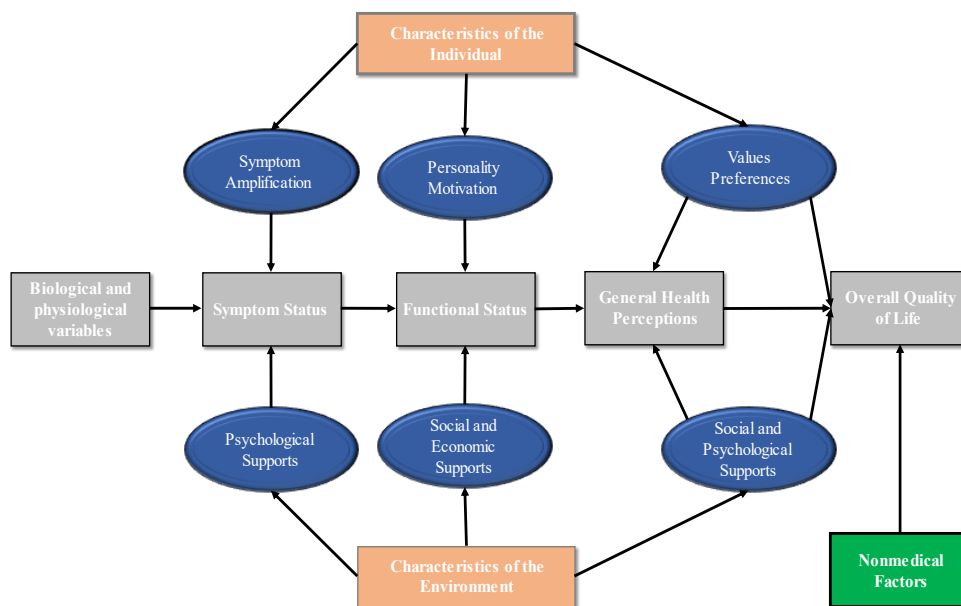 Characteristics of the
Individual
Symptom
Amplification
Personality
Motivation
Values
Preferences
Biological and
physiological
variables
Symptom Status
Functional Status
General Health
Perceptions
Overall Quality
of Life
Psychological
Supports
Social and
Economic
Supports
Social and
Psychological
Supports
Characteristics of the
Environment
Nonmedical
Factors